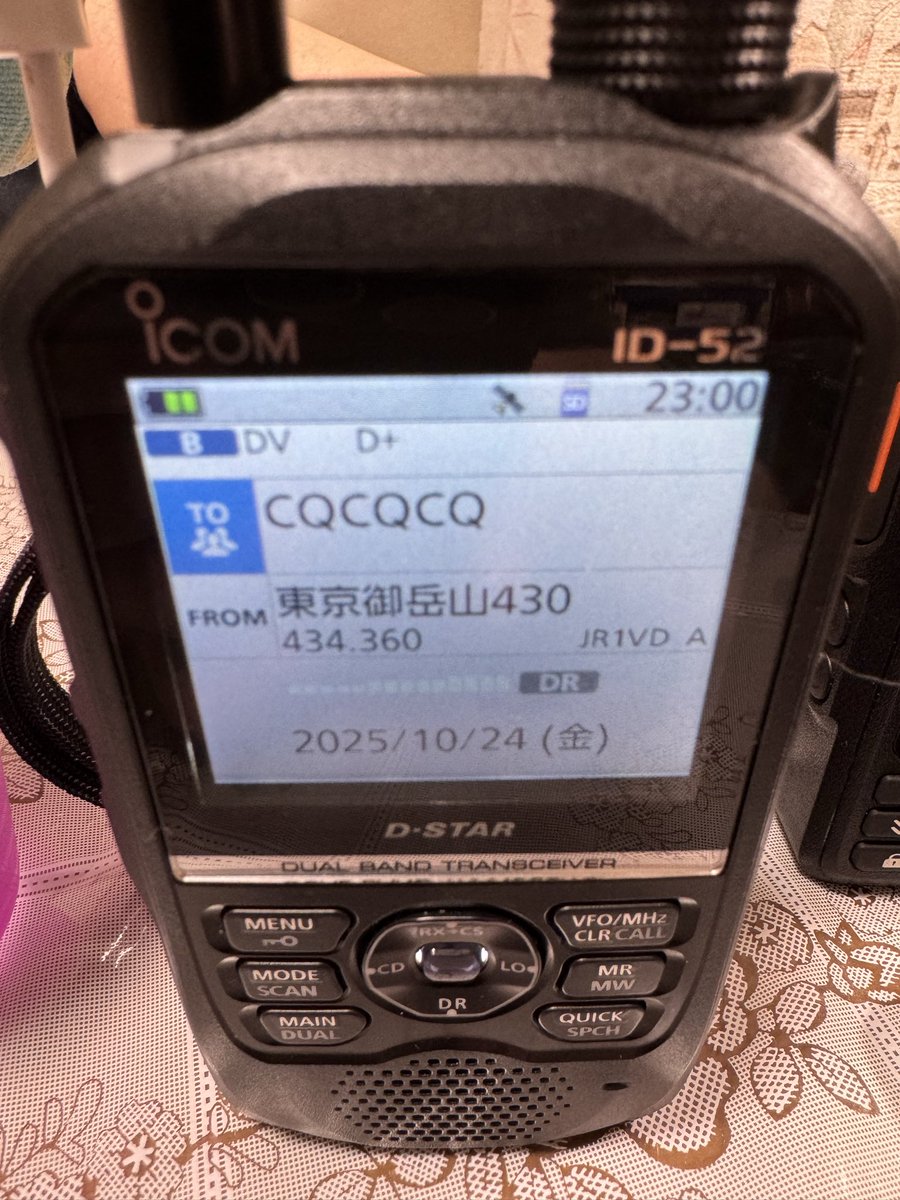 ICOM
ID-52
SD 23:00
B DV D+
TO CQCQCQ
FROM 東京御岳山430
434.360 JR1VD A
DR
2025/10/24 (金)
D-STAR
DUAL BAND TRANSCEIVER
MENU
MODE
SCAN
MAIN
DUAL
RX→CS
CD
LO
DR
VFO/MHz
CLR CALL
MR
MW
QUICK
SPCH